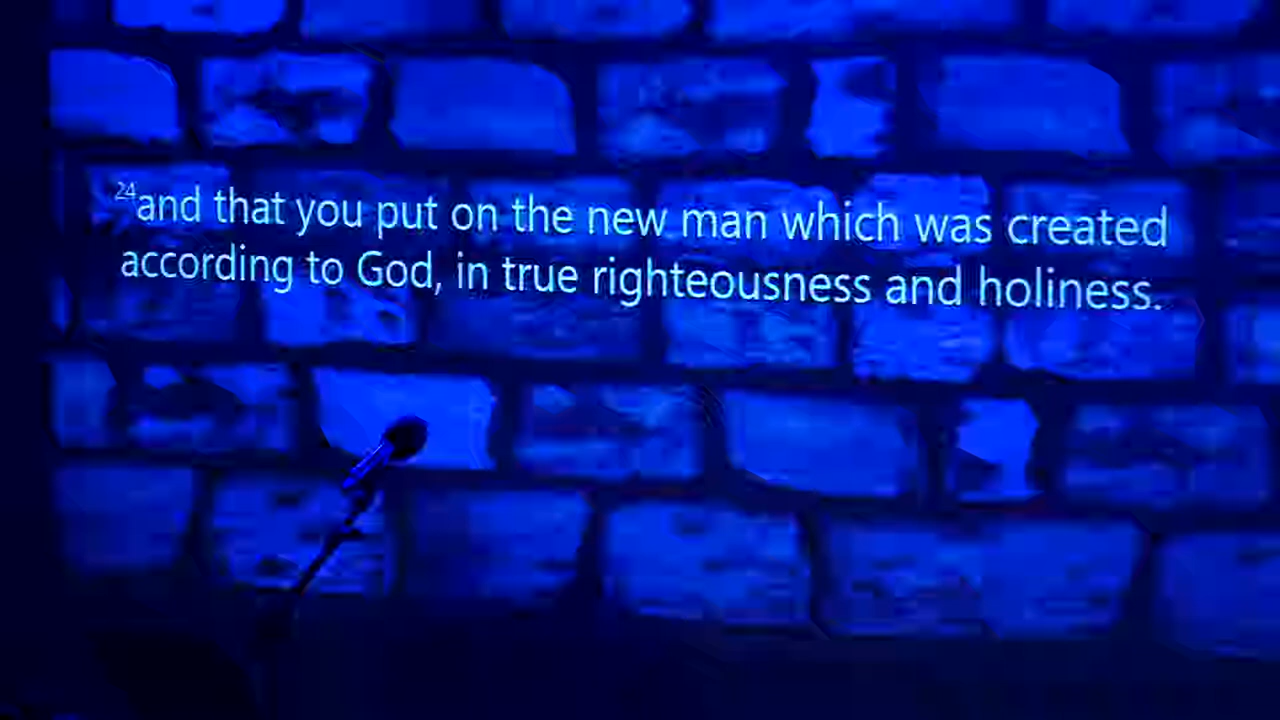 24and that you put on the new man which was created
according to God, in true righteousness and holiness.